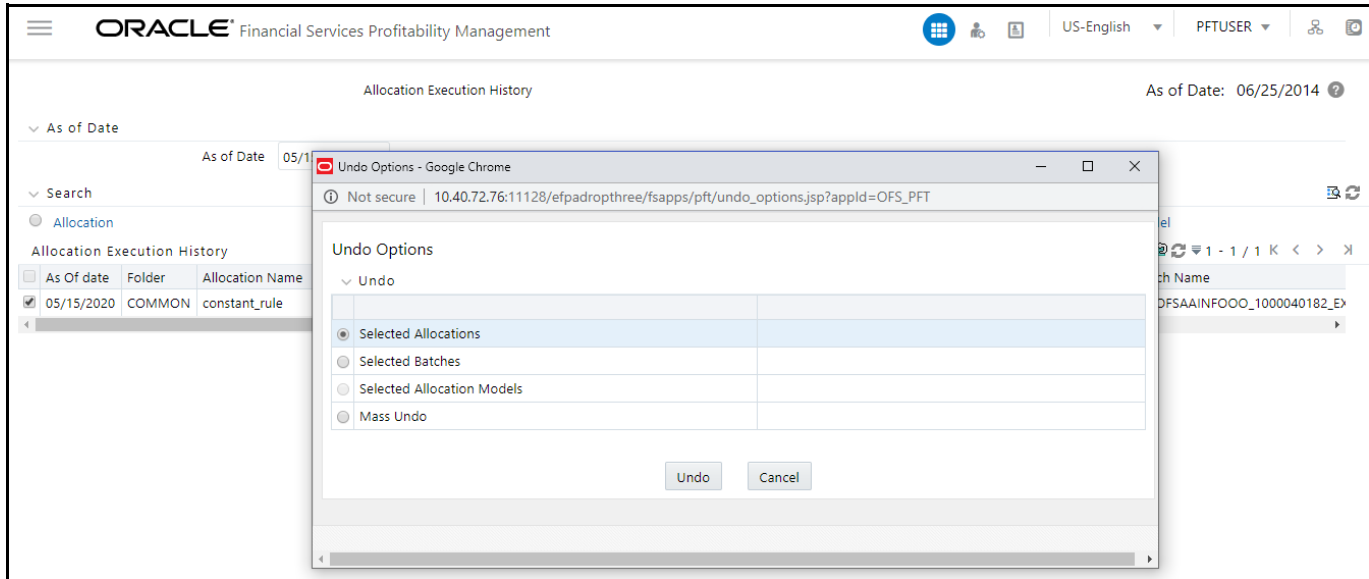 ORACLE® Financial Services Profitability Management US-English PFTUSER
Allocation Execution History As of Date: 06/25/2014
As of Date
As of Date 05/1
Undo Options - Google Chrome
Search
Not secure | 10.40.72.76:11128/efpadropthree/fsapps/pft/undo_options.jsp?appId=OFS_PFT
Allocation
Undo Options
Allocation Execution History 1 - 1 / 1
As Of date Folder Allocation Name Name
Undo
05/15/2020 COMMON constant_rule OFSAAINFOOO_1000040182_EX
Selected Allocations
Selected Batches
Selected Allocation Models
Mass Undo
Undo Cancel